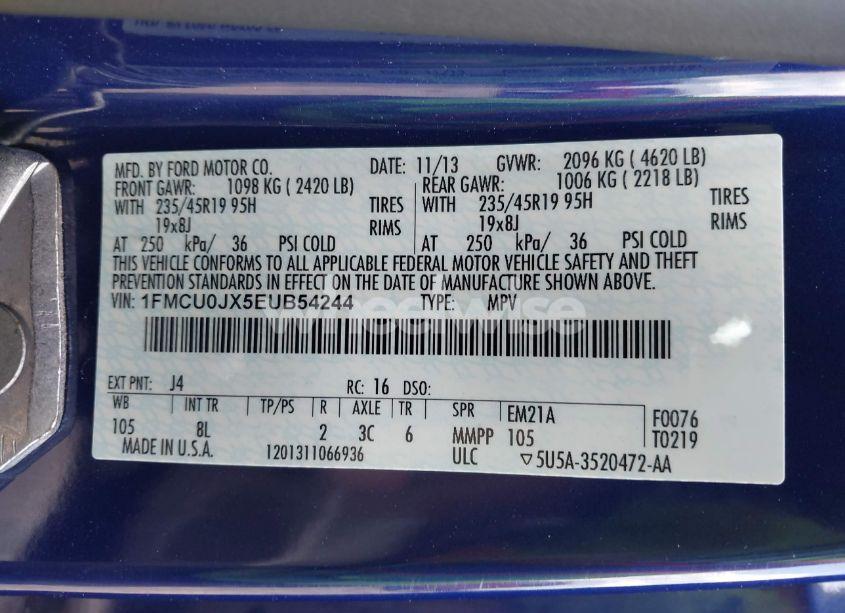 MFD. BY FORD MOTOR CO. DATE: 11/13 GVWR: 2096 KG ( 4620 LB)
FRONT GAWR: 1098 KG ( 2420 LB) REAR GAWR: 1006 KG ( 2218 LB)
WITH 235/45R19 95H TIRES WITH 235/45R19 95H TIRES
19x8J RIMS 19x8J RIMS
AT 250 kPa/ 36 PSI COLD AT 250 kPa/ 36 PSI COLD
THIS VEHICLE CONFORMS TO ALL APPLICABLE FEDERAL MOTOR VEHICLE SAFETY AND THEFT
PREVENTION STANDARDS IN EFFECT ON THE DATE OF MANUFACTURE SHOWN ABOVE.
VIN: 1FMCU0JX5EUB54244 TYPE: MPV
wheelwise
EXT PNT: J4 RC: 16 DSO:
WB INT TR TP/PS R AXLE TR SPR EM21A F0076
105 8L 2 3C 6 MMPP 105 T0219
MADE IN U.S.A. 1201311066936 ULC ▽5U5A-3520472-AA